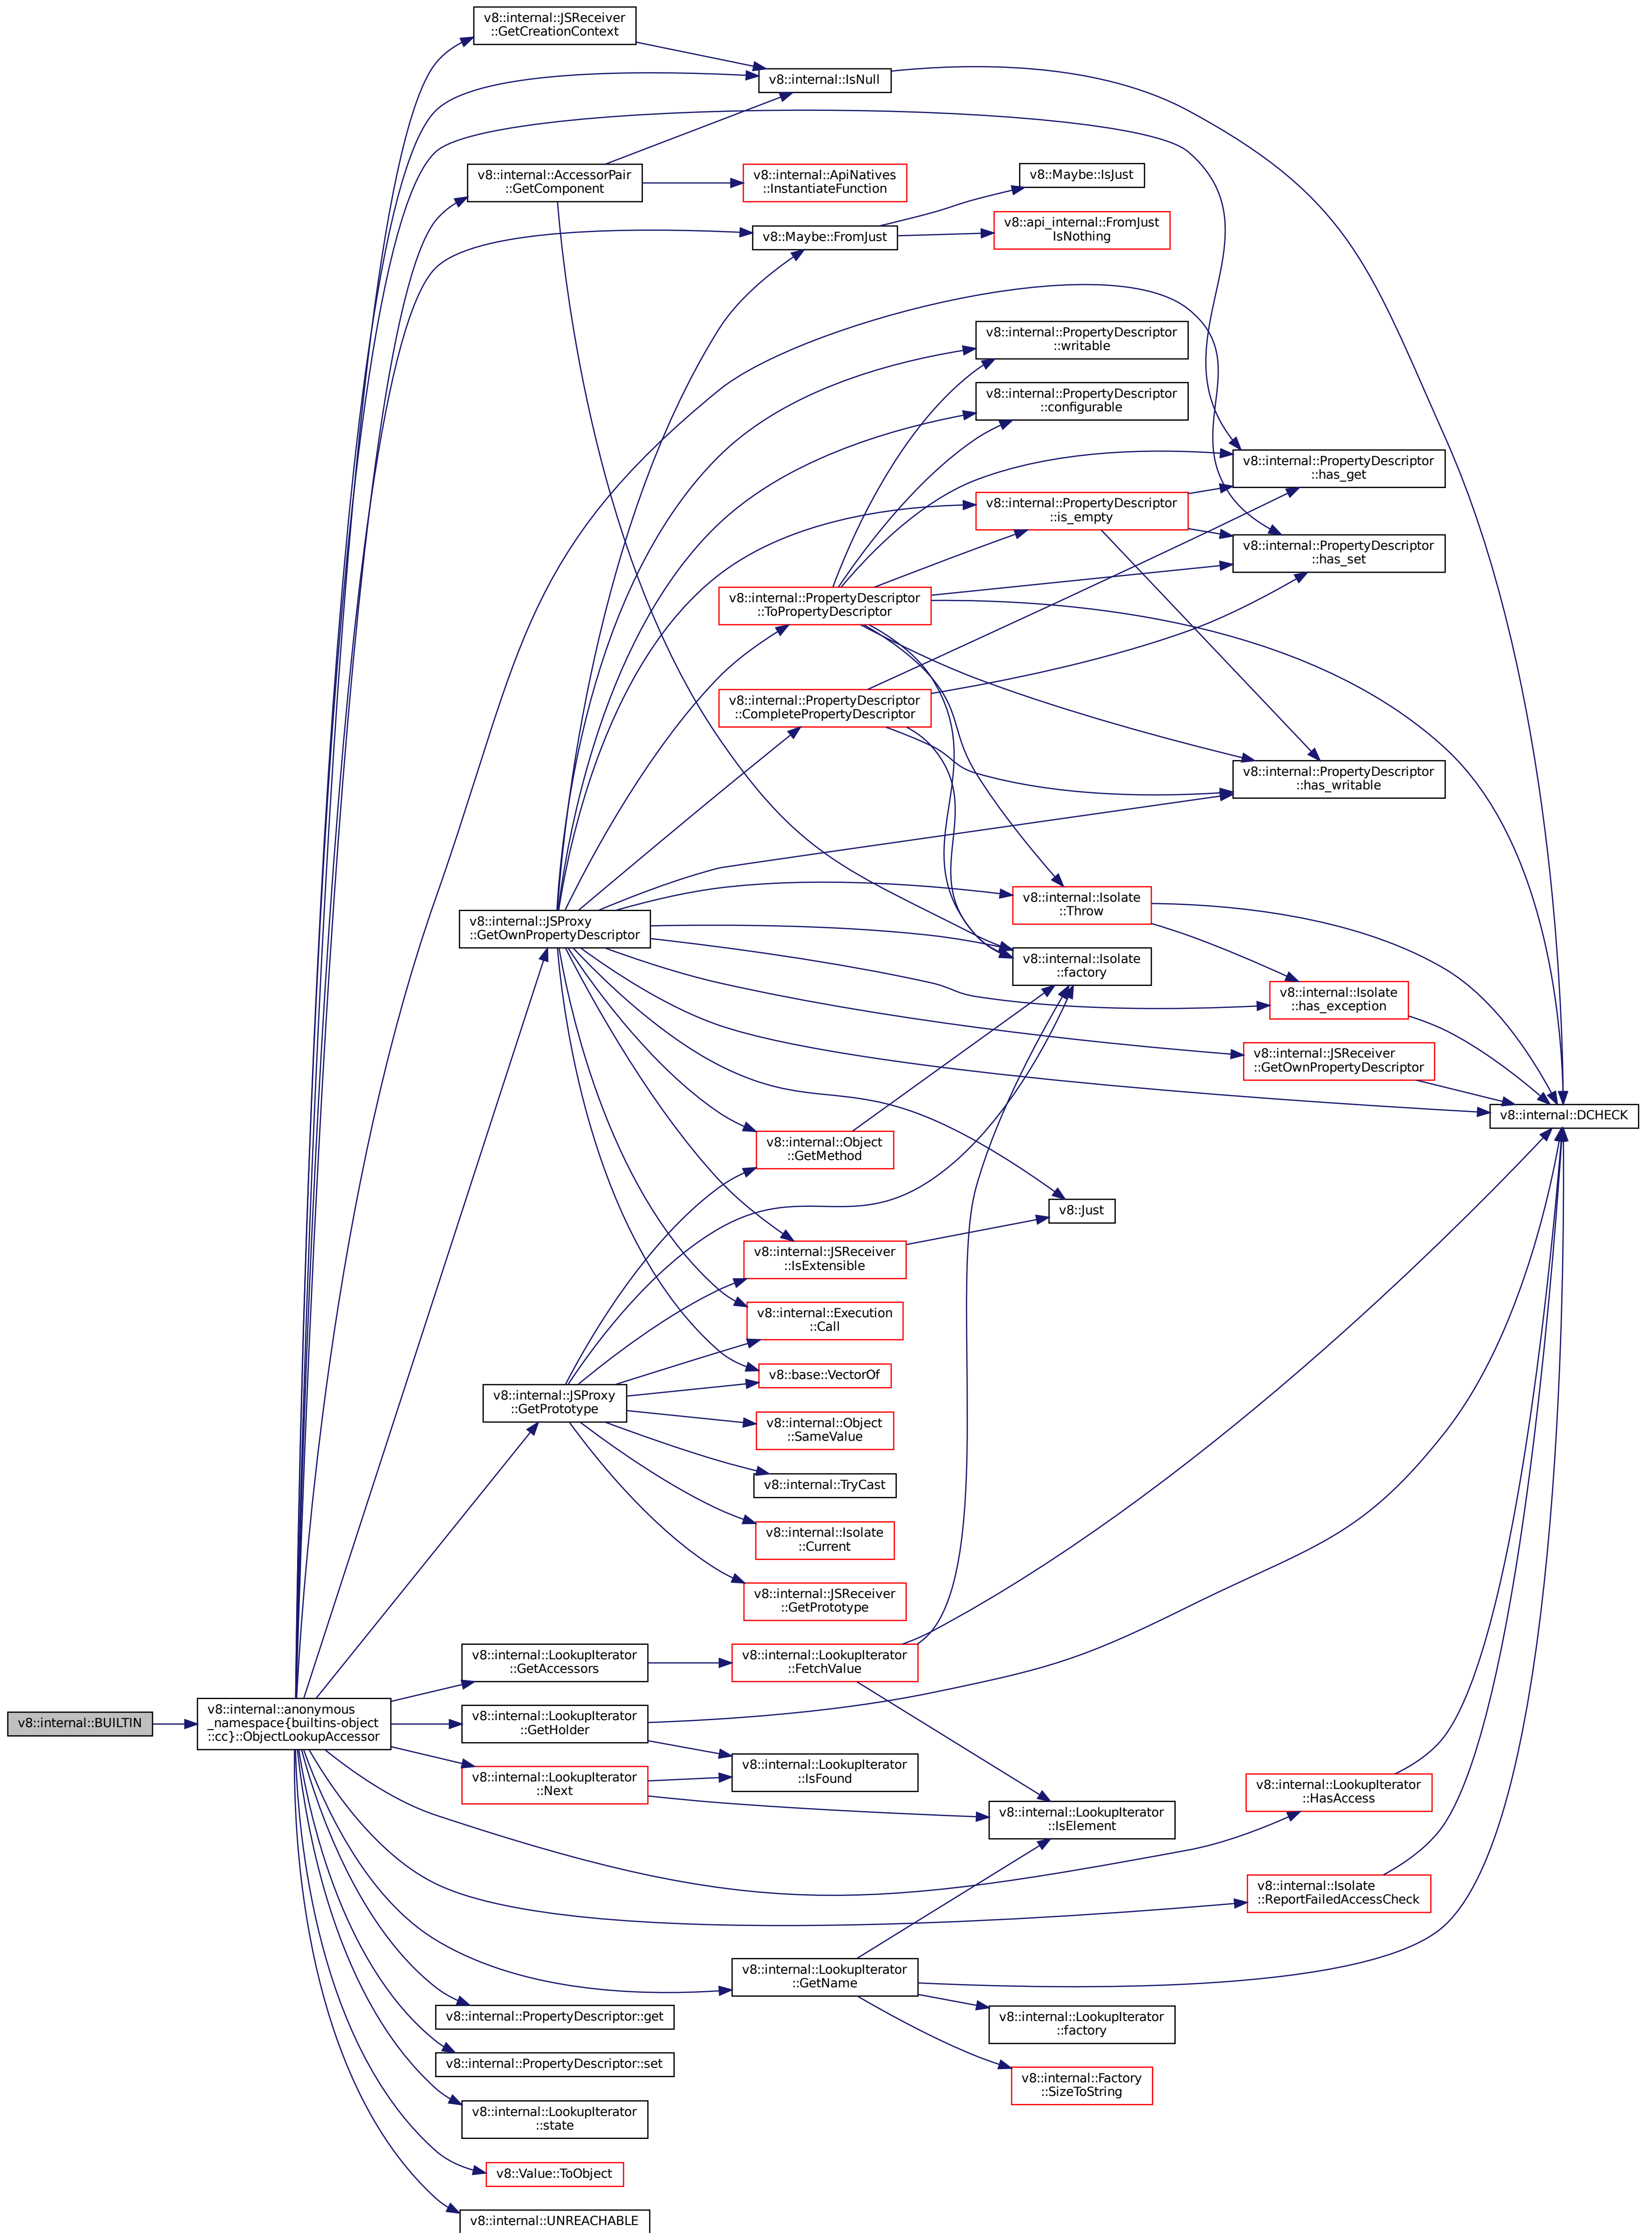 v8::internal::JSReceiver
::GetCreationContext
v8::internal::IsNull
v8::internal::AccessorPair
::GetComponent
v8::internal::ApiNatives
::InstantiateFunction
v8::Maybe::IsJust
v8::Maybe::FromJust
v8::api_internal::FromJust
IsNothing
v8::internal::PropertyDescriptor
::writable
v8::internal::PropertyDescriptor
::configurable
v8::internal::PropertyDescriptor
::has_get
v8::internal::PropertyDescriptor
::is_empty
v8::internal::PropertyDescriptor
::has_set
v8::internal::PropertyDescriptor
::ToPropertyDescriptor
v8::internal::PropertyDescriptor
::CompletePropertyDescriptor
v8::internal::PropertyDescriptor
::has_writable
v8::internal::Isolate
::Throw
v8::internal::JSProxy
::GetOwnPropertyDescriptor
v8::internal::Isolate
::factory
v8::internal::Isolate
::has_exception
v8::internal::JSReceiver
::GetOwnPropertyDescriptor
v8::internal::DCHECK
v8::internal::Object
::GetMethod
v8::Just
v8::internal::JSReceiver
::IsExtensible
v8::internal::Execution
::Call
v8::base::VectorOf
v8::internal::JSProxy
::GetPrototype
v8::internal::Object
::SameValue
v8::internal::TryCast
v8::internal::Isolate
::Current
v8::internal::JSReceiver
::GetPrototype
v8::internal::LookupIterator
::GetAccessors
v8::internal::LookupIterator
::FetchValue
v8::internal::BUILTIN
v8::internal::anonymous
_namespace{builtins-object
::cc}::ObjectLookupAccessor
v8::internal::LookupIterator
::GetHolder
v8::internal::LookupIterator
::IsFound
v8::internal::LookupIterator
::Next
v8::internal::LookupIterator
::HasAccess
v8::internal::LookupIterator
::IsElement
v8::internal::Isolate
::ReportFailedAccessCheck
v8::internal::LookupIterator
::GetName
v8::internal::PropertyDescriptor::get
v8::internal::LookupIterator
::factory
v8::internal::PropertyDescriptor::set
v8::internal::Factory
::SizeToString
v8::internal::LookupIterator
::state
v8::Value::ToObject
v8::internal::UNREACHABLE